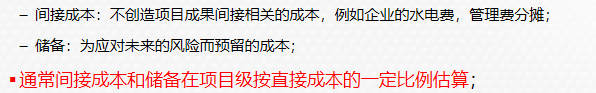 – 间接成本：不创造项目成果间接相关的成本，例如企业的水电费，管理费分摊；
– 储备：为应对未来的风险而预留的成本；
▪ 通常间接成本和储备在项目级按直接成本的一定比例估算；